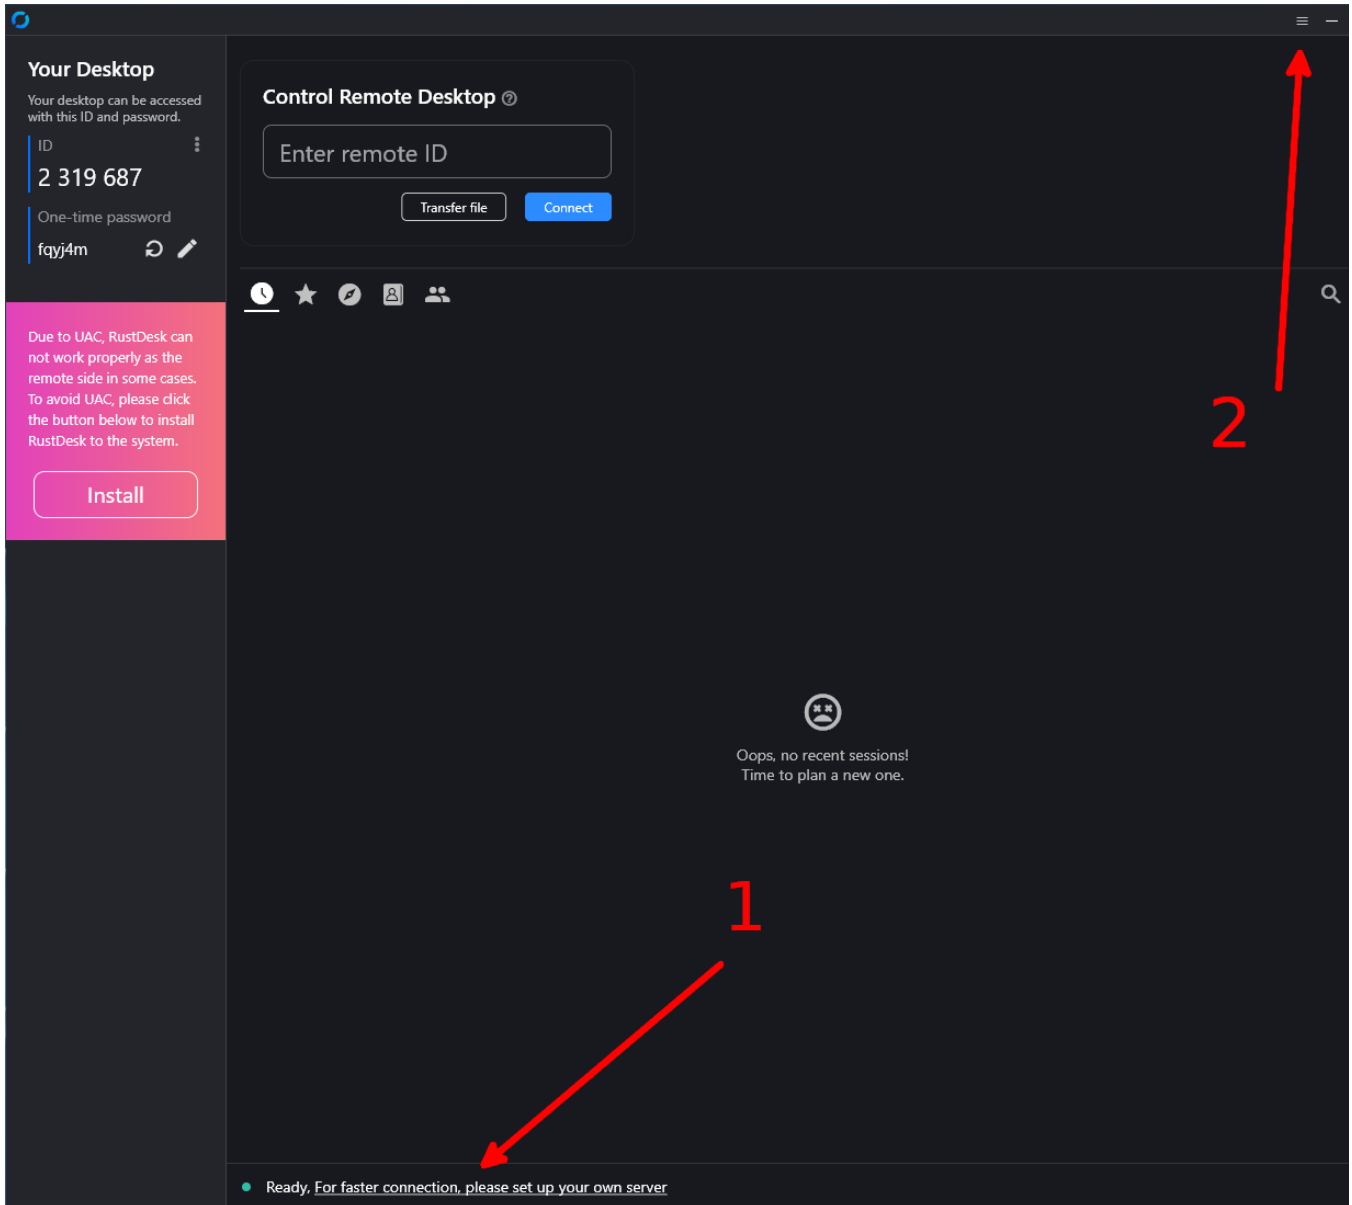 Your Desktop
Your desktop can be accessed
with this ID and password.
ID
2 319 687
One-time password
fqyj4m
Due to UAC, RustDesk can
not work properly as the
remote side in some cases.
To avoid UAC, please click
the button below to install
RustDesk to the system.
Install
Control Remote Desktop
Enter remote ID
Transfer file
Connect
2
Oops, no recent sessions!
Time to plan a new one.
1
Ready, For faster connection, please set up your own server